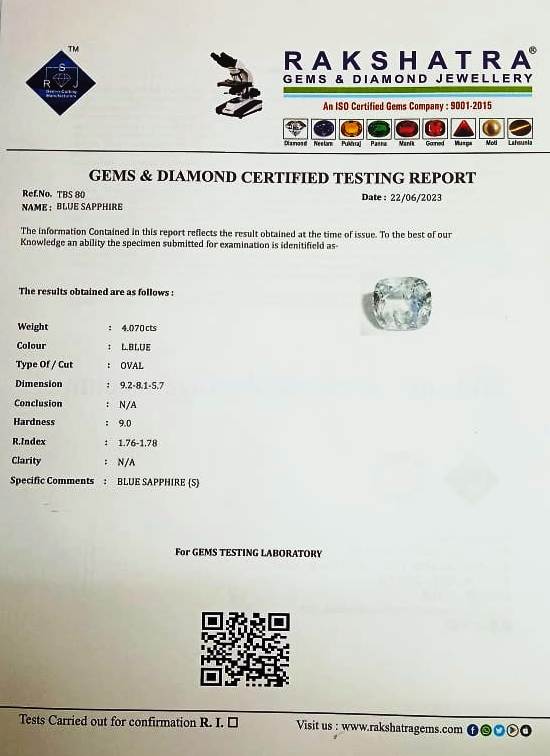 TM
S
R J
Gems Cutting
Manufacturers
RAKSHATRA®
GEMS & DIAMOND JEWELLERY
An ISO Certified Gems Company : 9001-2015
Diamond Neelam Pukhraj Panna Manik Gomed Munga Moti Lahsunia
GEMS & DIAMOND CERTIFIED TESTING REPORT
Ref.No. TBS 80
Date : 22/06/2023
NAME : BLUE SAPPHIRE
The information Contained in this report reflects the result obtained at the time of issue. To the best of our
Knowledge an ability the specimen submitted for examination is idenitifield as-
The results obtained are as follows :
Weight : 4.070cts
Colour : L.BLUE
Type Of / Cut : OVAL
Dimension : 9.2-8.1-5.7
Conclusion : N/A
Hardness : 9.0
R.Index : 1.76-1.78
Clarity : N/A
Specific Comments : BLUE SAPPHIRE (S)
For GEMS TESTING LABORATORY
Tests Carried out for confirmation R. I. ☐
Visit us : www.rakshatragems.com